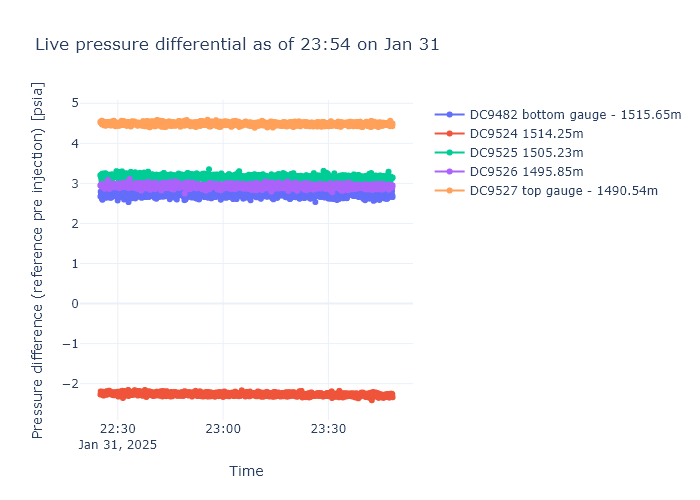 Live pressure differential as of 23:54 on Jan 31
Pressure difference (reference pre injection) [psia]
5
4
3
2
1
0
−1
−2
22:30
23:00
23:30
Jan 31, 2025
Time
DC9482 bottom gauge - 1515.65m
DC9524 1514.25m
DC9525 1505.23m
DC9526 1495.85m
DC9527 top gauge - 1490.54m